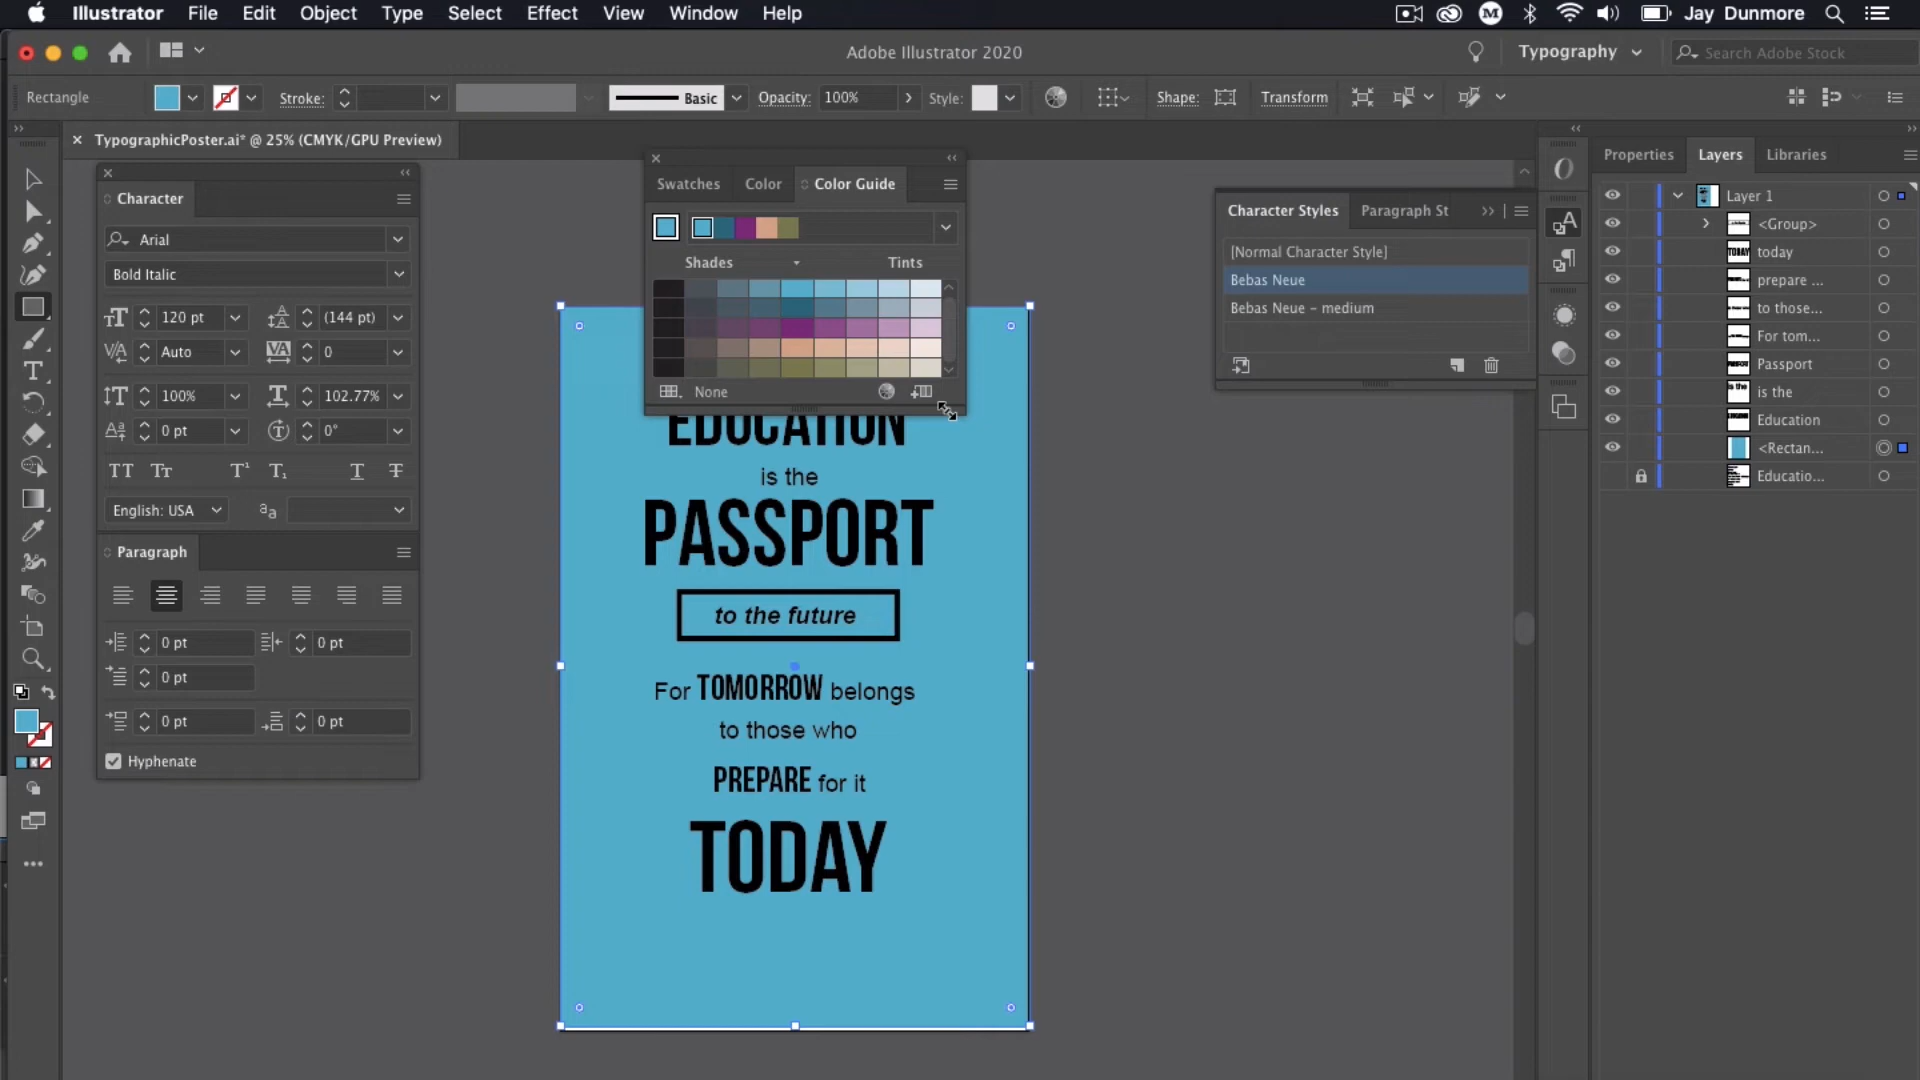 Illustrator File Edit Object Type Select Effect View Window Help
Jay Dunmore
Adobe Illustrator 2020
Typography
Search Adobe Stock
Rectangle
Stroke:
Basic
Opacity: 100%
Style:
Shape:
Transform
TypographicPoster.ai* @ 25% (CMYK/GPU Preview)
Character
Arial
Bold Italic
120 pt
(144 pt)
Auto
0
100%
102.77%
0 pt
0°
English: USA
Paragraph
0 pt
0 pt
0 pt
0 pt
0 pt
Hyphenate
Swatches Color Color Guide
Shades Tints
None
EDUCATION
is the
PASSPORT
to the future
For TOMORROW belongs
to those who
PREPARE for it
TODAY
Character Styles Paragraph St
[Normal Character Style]
Bebas Neue
Bebas Neue - medium
Properties Layers Libraries
Layer 1
<Group>
today
prepare ...
to those...
For tom...
Passport
is the
Education
<Rectan...
Educatio...